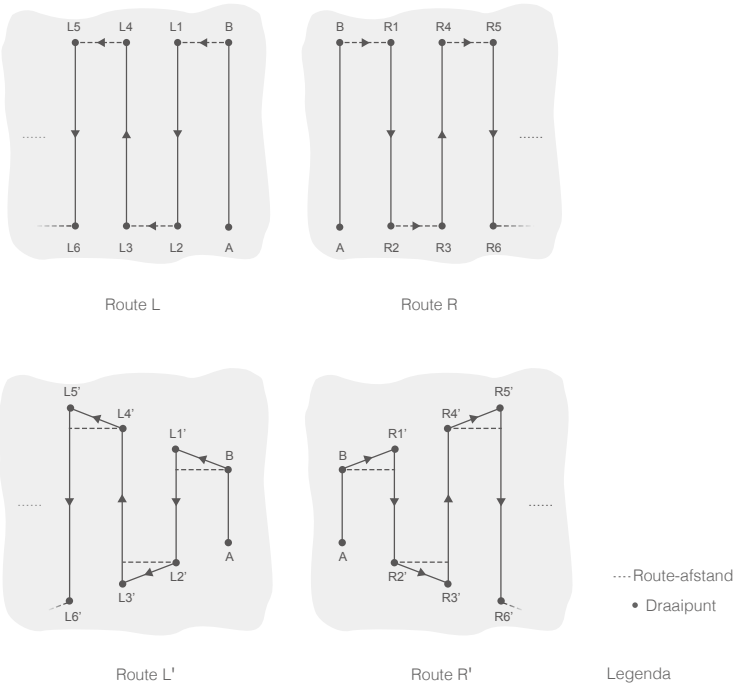 L5 L4 L1 B
L6 L3 L2 A
Route L
B R1 R4 R5
A R2 R3 R6
Route R
L5’
L4’
L1’
B
A
L2’
L3’
L6’
Route L'
R5’
R4’
R1’
B
A
R2’
R3’
R6’
Route R'
Route-afstand
Draaipunt
Legenda